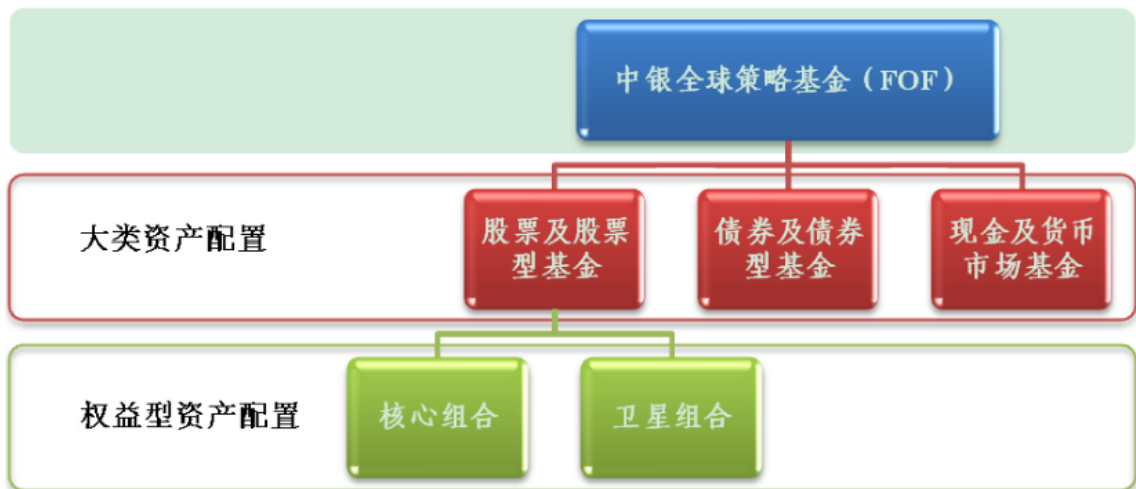 中银全球策略基金（FOF）
大类资产配置
股票及股票
型基金
债券及债券
型基金
现金及货币
市场基金
权益型资产配置
核心组合
卫星组合